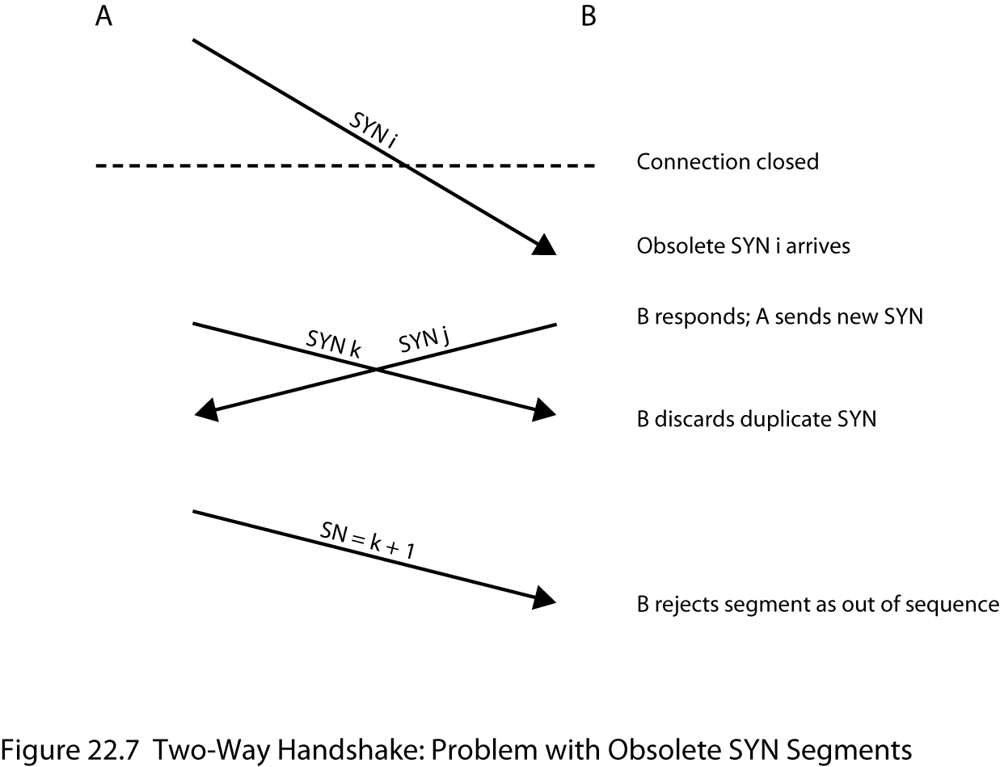 A
B
SYN i
Connection closed
Obsolete SYN i arrives
B responds; A sends new SYN
SYN k
SYN j
B discards duplicate SYN
SN = k + 1
B rejects segment as out of sequence
Figure 22.7 Two-Way Handshake: Problem with Obsolete SYN Segments